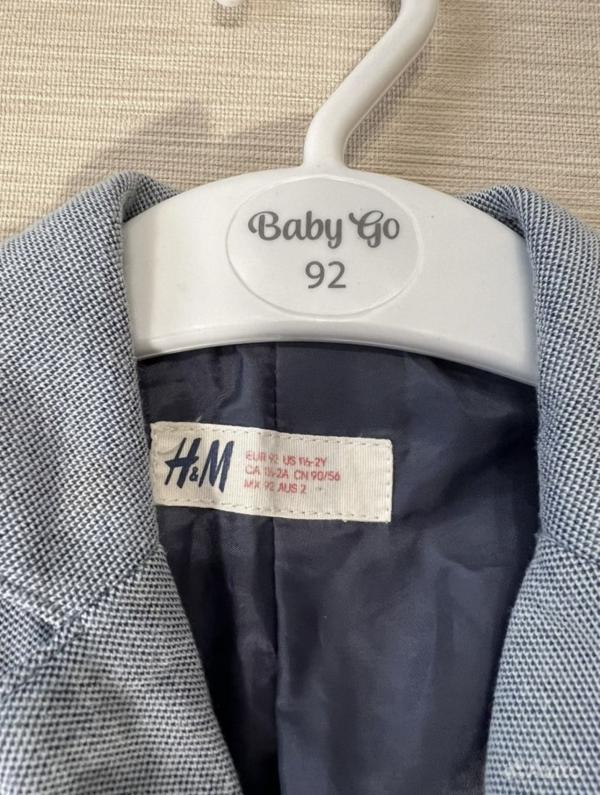 Baby Go
92
H&M
EUR 92 US 1½-2Y
CA 1½-2A CN 90/56
MX 92 AUS 2
Avito